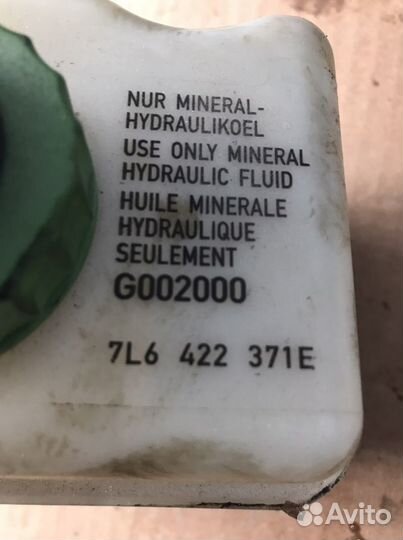 NUR MINERAL-
HYDRAULIKOEL
USE ONLY MINERAL
HYDRAULIC FLUID
HUILE MINERALE
HYDRAULIQUE
SEULEMENT
G002000
7L6 422 371E
Avito